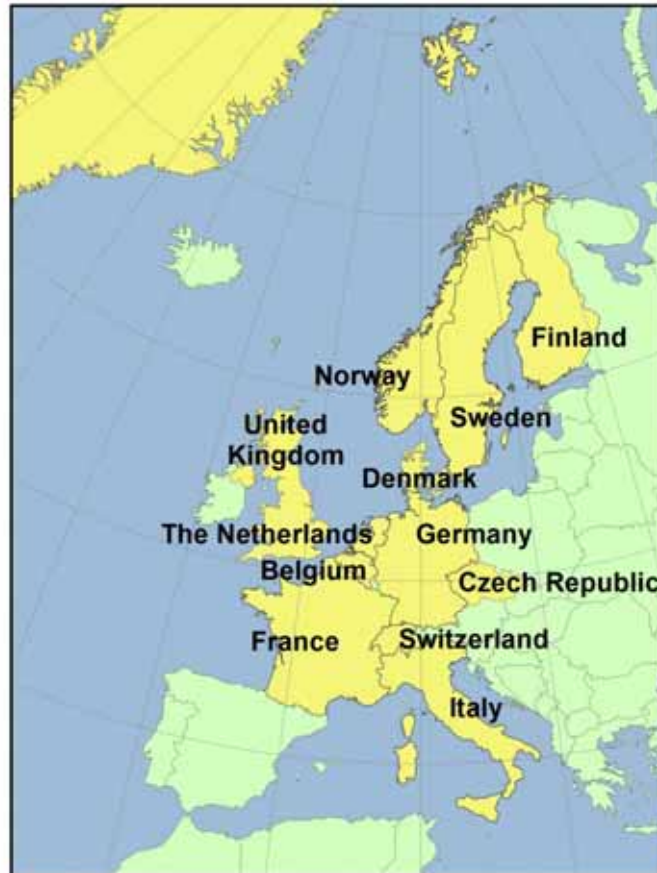 Finland
Norway
Sweden
United
Kingdom
Denmark
The Netherlands
Germany
Belgium
Czech Republic
France
Switzerland
Italy